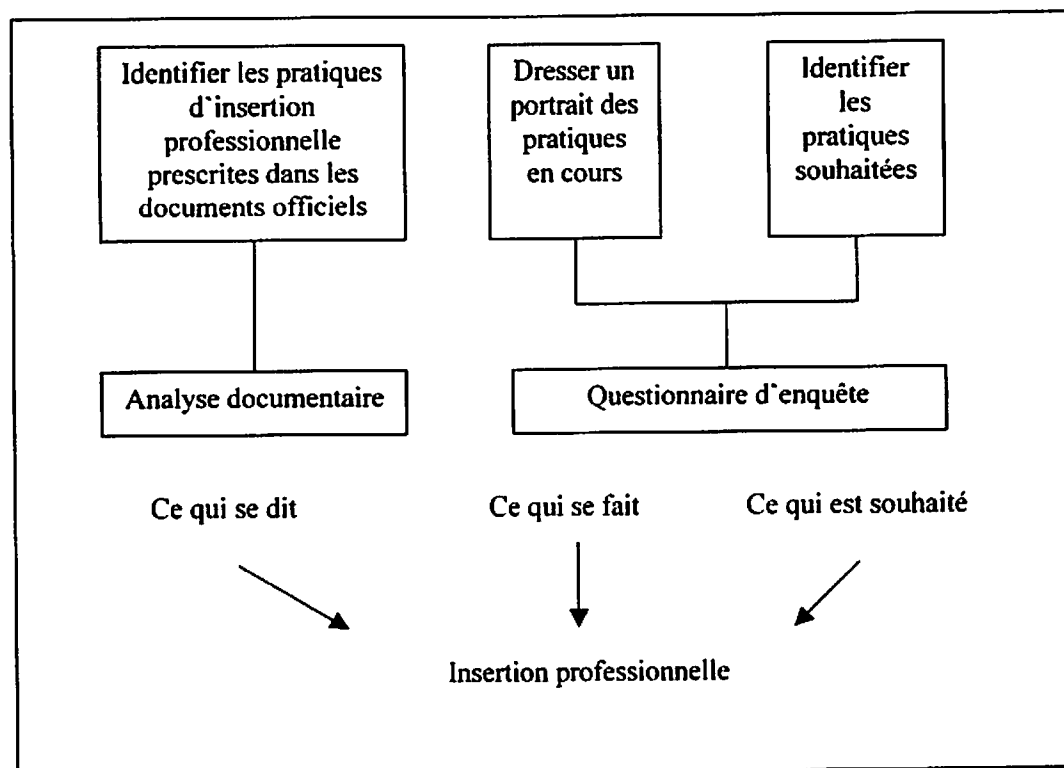 Identifier les pratiques
d`insertion
professionnelle
prescrites dans les
documents officiels
Dresser un
portrait des
pratiques
en cours
Identifier
les
pratiques
souhaitées
Analyse documentaire
Questionnaire d`enquête
Ce qui se dit
Ce qui se fait
Ce qui est souhaité
Insertion professionnelle